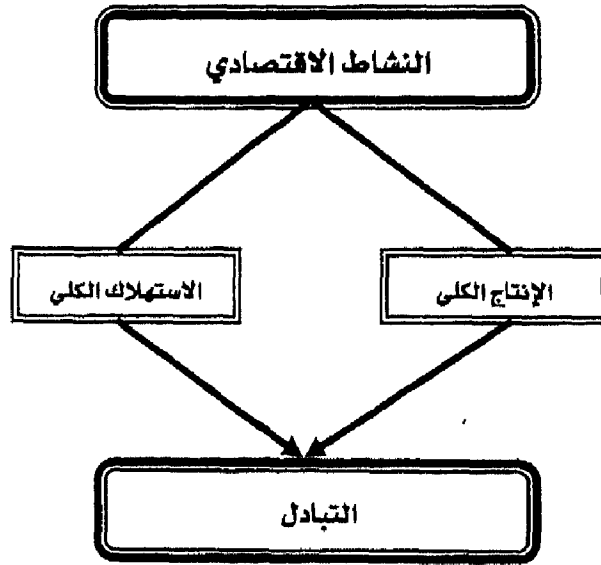 النشاط الاقتصادي
الإنتاج الكلي
الاستهلاك الكلي
التبادل